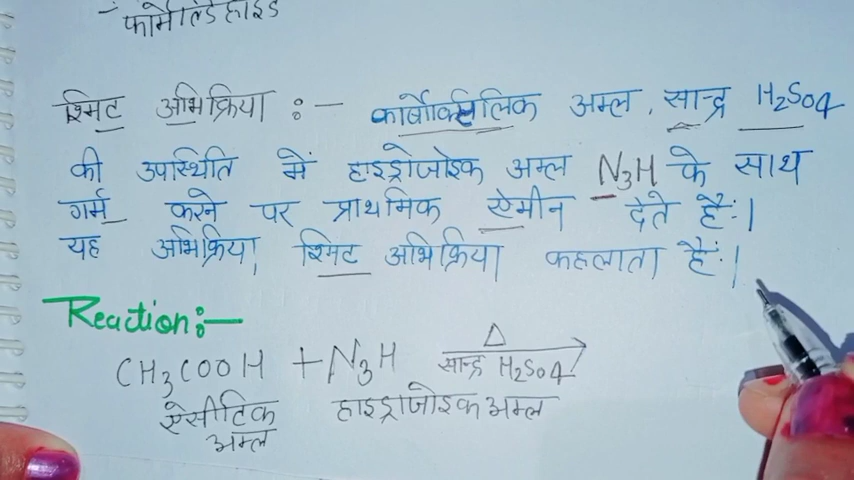 - फॉर्मेल्डिहाइड
श्मिट अभिक्रिया :- कार्बोक्सिलिक अम्ल, सान्द्र H2SO4
की उपस्थिति में हाइड्रोजोइक अम्ल N3H के साथ
गर्म करने पर प्राथमिक ऐमीन देते हैं।
यह अभिक्रिया, श्मिट अभिक्रिया कहलाता हैं।
Reaction:-
CH3COOH + N3H △ सान्द्र H2SO4 →
ऐसीटिक हाइड्राजोइक अम्ल
अम्ल